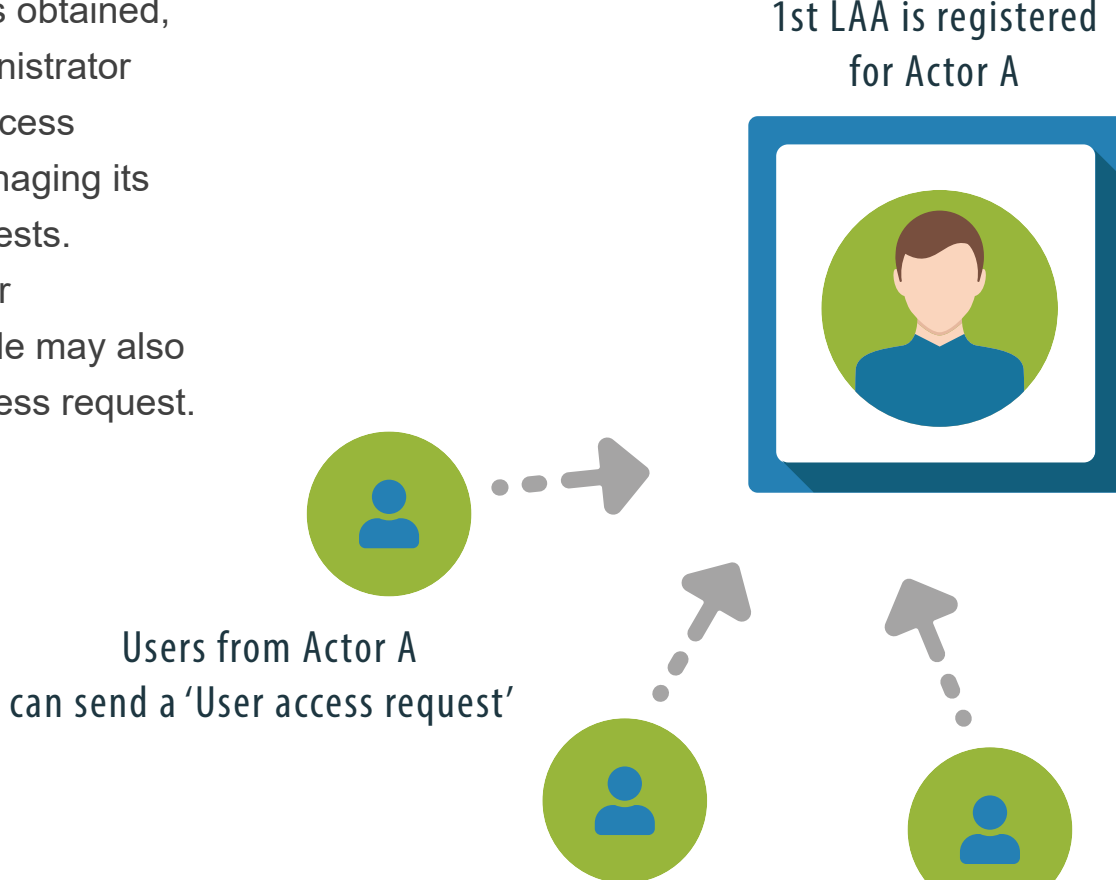 s obtained,
nistrator
cess
naging its
ests.
r
le may also
ess request.
1st LAA is registered
for Actor A
Users from Actor A
can send a ‘User access request’